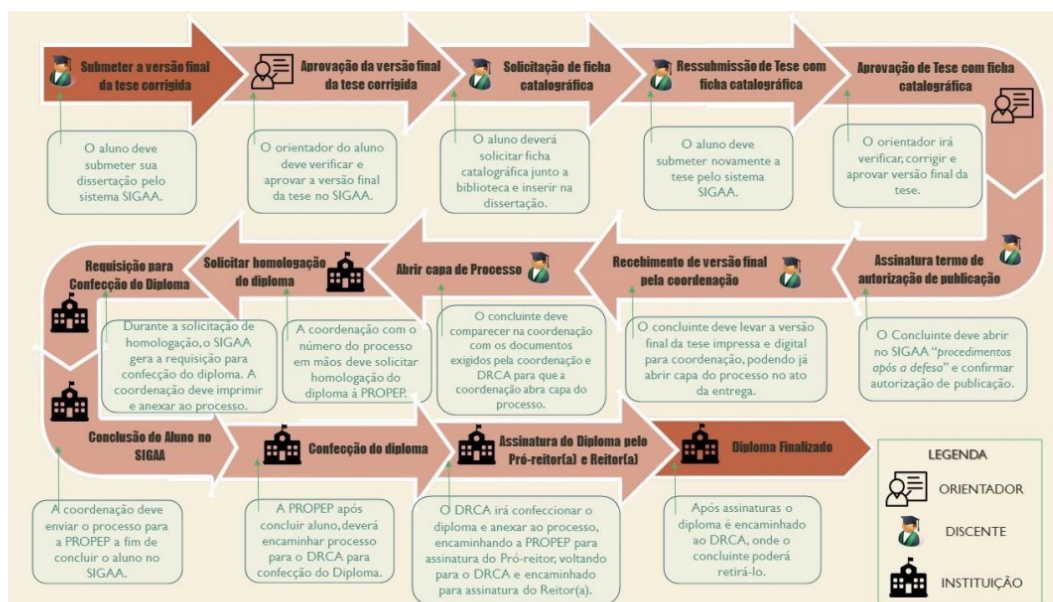 Submeter a versão final
da tese corrigida
Aprovação da versão final
da tese corrigida
Solicitação de ficha
catalográfica
Ressubmissão de Tese com
ficha catalográfica
Aprovação de Tese com ficha
catalográfica
O aluno deve
submeter sua
dissertação pelo
sistema SIGAA.
O orientador do aluno
deve verificar e
aprovar a versão final
da tese no SIGAA.
O aluno deverá
solicitar ficha
catalográfica junto a
biblioteca e inserir na
dissertação.
O aluno deve
submeter novamente a
tese pelo sistema SIGAA.
O orientador irá
verificar, corrigir e
aprovar versão final da
tese.
Assinatura termo de
autorização de publicação
Recebimento de versão final
pela coordenação
Abrir capa de Processo
Solicitar homologação
do diploma
Requisição para
Confecção do Diploma
O Concluinte deve abrir
no SIGAA “procedimentos
após a defesa” e confirmar
autorização de publicação.
O concluinte deve levar a versão
final da tese impressa e digital
para coordenação, podendo já
abrir capa do processo no ato
da entrega.
O concluinte deve
comparecer na coordenação
com os documentos
exigidos pela coordenação e
DRCA para que a
coordenação abra capa do
processo.
A coordenação com o
número do processo
em mãos deve solicitar
homologação do
diploma à PROPEP.
Durante a solicitação de
homologação, o SIGAA
gera a requisição para
confecção do diploma. A
coordenação deve imprimir
e anexar ao processo.
Conclusão do Aluno no
SIGAA
Confecção do diploma
Assinatura do Diploma pelo
Pró-reitor(a) e Reitor(a)
Diploma Finalizado
A coordenação deve
enviar o processo para
a PROPEP a fim de
concluir o aluno no
SIGAA.
A PROPEP após
concluir aluno, deverá
encaminhar processo
para o DRCA para
confecção do Diploma.
O DRCA irá confeccionar o
diploma e anexar ao processo,
encaminhando a PROPEP para
assinatura do Pró-reitor, voltando
para o DRCA e encaminhado
para assinatura do Reitor(a).
Após assinaturas o
diploma é encaminhado
ao DRCA, onde o
concluinte poderá
retirá-lo.
LEGENDA
ORIENTADOR
DISCENTE
INSTITUIÇÃO